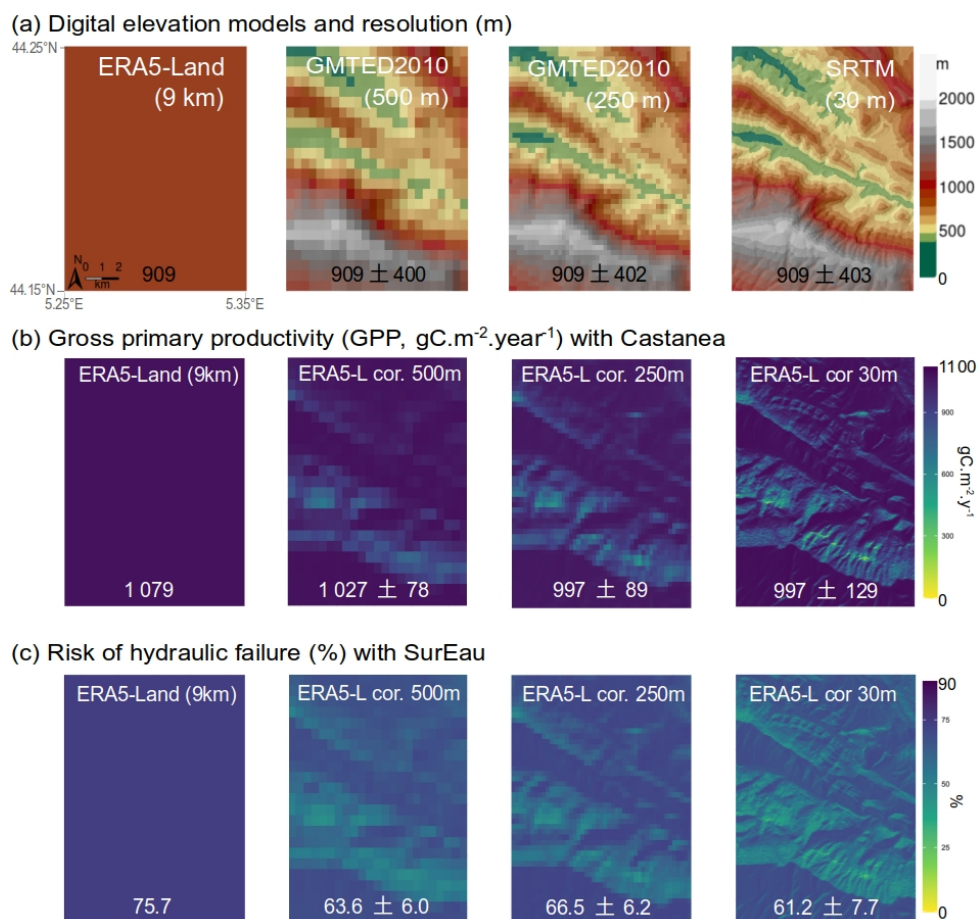 (a) Digital elevation models and resolution (m)
44.25°N
ERA5-Land
(9 km)
GMTED2010
(500 m)
GMTED2010
(250 m)
SRTM
(30 m)
m
2000
1500
1000
500
0
N
0 1 2
km
909
909 ± 400
909 ± 402
909 ± 403
44.15°N
5.25°E
5.35°E
(b) Gross primary productivity (GPP, gC.m-2.year-1) with Castanea
ERA5-Land (9km)
ERA5-L cor. 500m
ERA5-L cor. 250m
ERA5-L cor 30m
1100
900
600
300
0
gC.m-2.y-1
1 079
1 027 ± 78
997 ± 89
997 ± 129
(c) Risk of hydraulic failure (%) with SurEau
ERA5-Land (9km)
ERA5-L cor. 500m
ERA5-L cor. 250m
ERA5-L cor 30m
90
75
50
25
0
%
75.7
63.6 ± 6.0
66.5 ± 6.2
61.2 ± 7.7